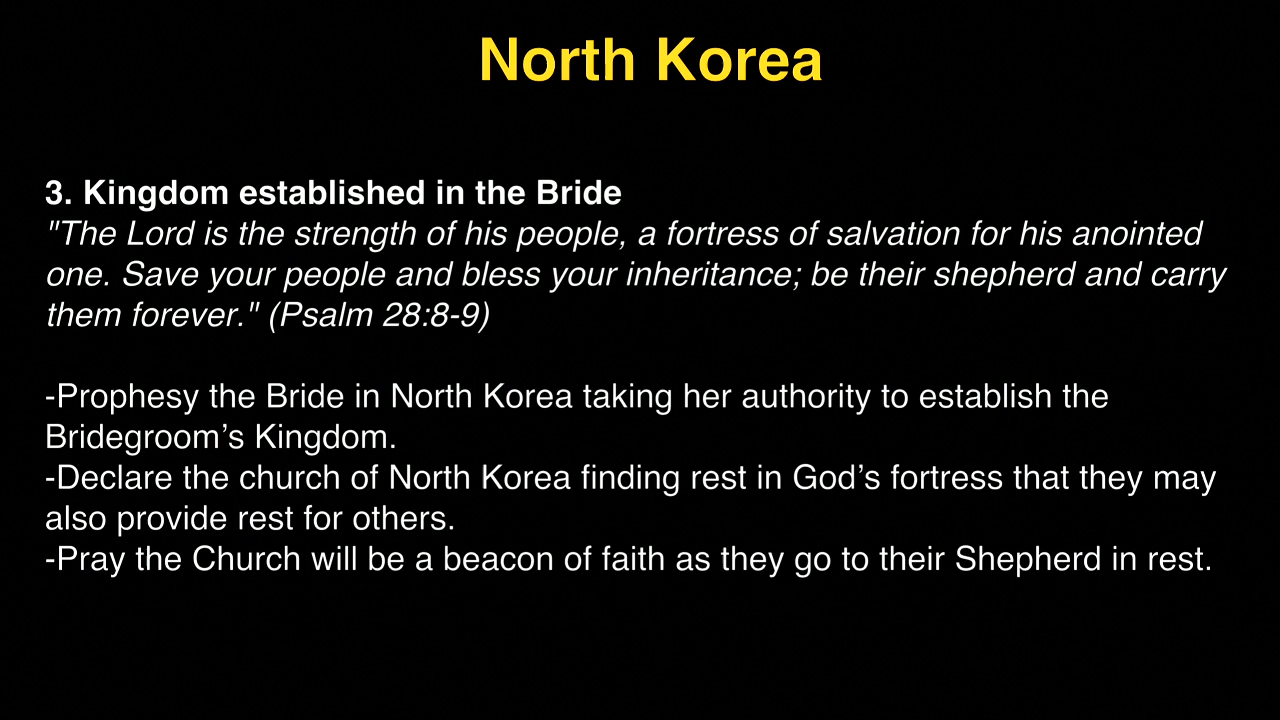 North Korea
3. Kingdom established in the Bride
"The Lord is the strength of his people, a fortress of salvation for his anointed
one. Save your people and bless your inheritance; be their shepherd and carry
them forever." (Psalm 28:8-9)
-Prophesy the Bride in North Korea taking her authority to establish the
Bridegroom’s Kingdom.
-Declare the church of North Korea finding rest in God’s fortress that they may
also provide rest for others.
-Pray the Church will be a beacon of faith as they go to their Shepherd in rest.